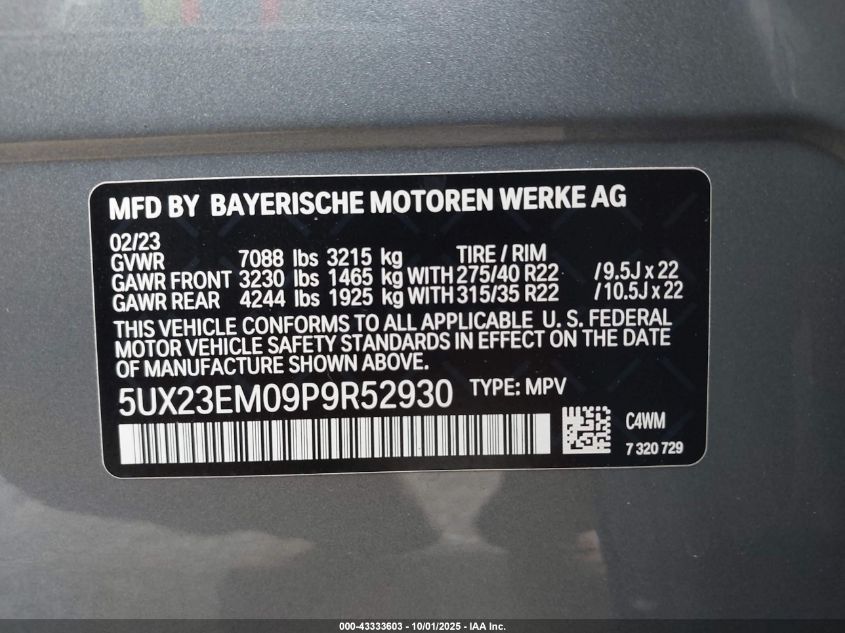 MFD BY BAYERISCHE MOTOREN WERKE AG
02/23
GVWR 7088 lbs 3215 kg TIRE / RIM
GAWR FRONT 3230 lbs 1465 kg WITH 275/40 R22 / 9.5J x 22
GAWR REAR 4244 lbs 1925 kg WITH 315/35 R22 / 10.5J x 22
THIS VEHICLE CONFORMS TO ALL APPLICABLE U. S. FEDERAL
MOTOR VEHICLE SAFETY STANDARDS IN EFFECT ON THE DATE
OF MANUFACTURE SHOWN ABOVE.
5UX23EM09P9R52930 TYPE: MPV
C4WM
7 320 729
000-43333603 - 10/01/2025 - IAA Inc.